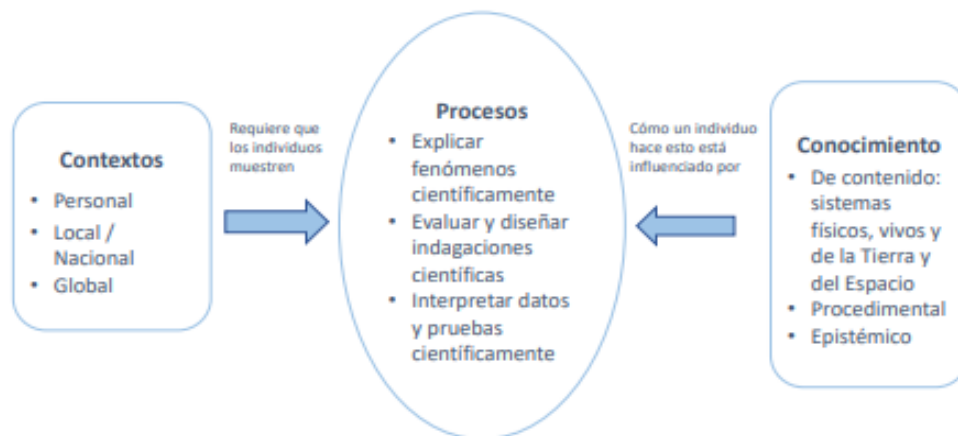 Contextos
• Personal
• Local /
Nacional
• Global
Requiere que
los individuos
muestren
Procesos
• Explicar
fenómenos
científicamente
• Evaluar y diseñar
indagaciones
científicas
• Interpretar datos
y pruebas
científicamente
Cómo un individuo
hace esto está
influenciado por
Conocimiento
• De contenido:
sistemas
físicos, vivos y
de la Tierra y
del Espacio
• Procedimental
• Epistémico